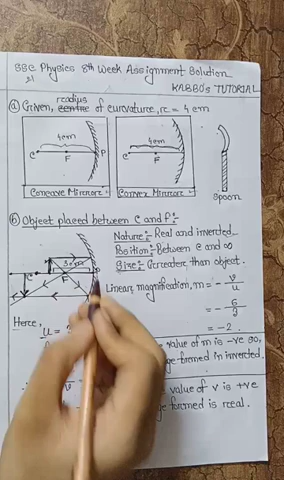 SSC Physics 8th Week Assignment Solution
KABBO's TUTORIAL
radius
ⓐ Given, centre of curvature, rc = 4 cm
4cm
C F P
Concave Mirror
4cm
C F
Convex Mirror
Spoon
ⓑ Object placed between C and P:-
Nature:- Real and inverted.
Position:- Between C and ∞
Size:- Greater than object.
3cm
F
Linear magnification, m = - v/u
Here,
= - 6/3
u =
= -2.
value of m is -ve so,
formed in inverted.
v
value of v is +ve
formed is real.